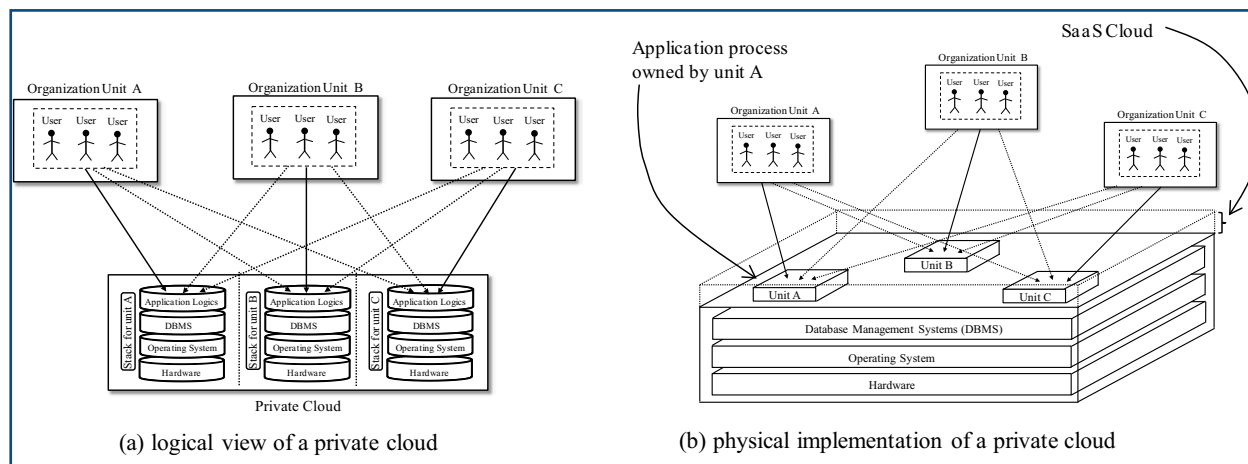 Organization Unit A
User User User
Organization Unit B
User User User
Organization Unit C
User User User
Stack for unit A
Application Logics
DBMS
Operating System
Hardware
Stack for unit B
Application Logics
DBMS
Operating System
Hardware
Stack for unit C
Application Logics
DBMS
Operating System
Hardware
Private Cloud
(a) logical view of a private cloud
Application process
owned by unit A
SaaS Cloud
Organization Unit B
User User User
Organization Unit A
User User User
Organization Unit C
User User User
Unit B
Unit A
Unit C
Database Management Systems (DBMS)
Operating System
Hardware
(b) physical implementation of a private cloud